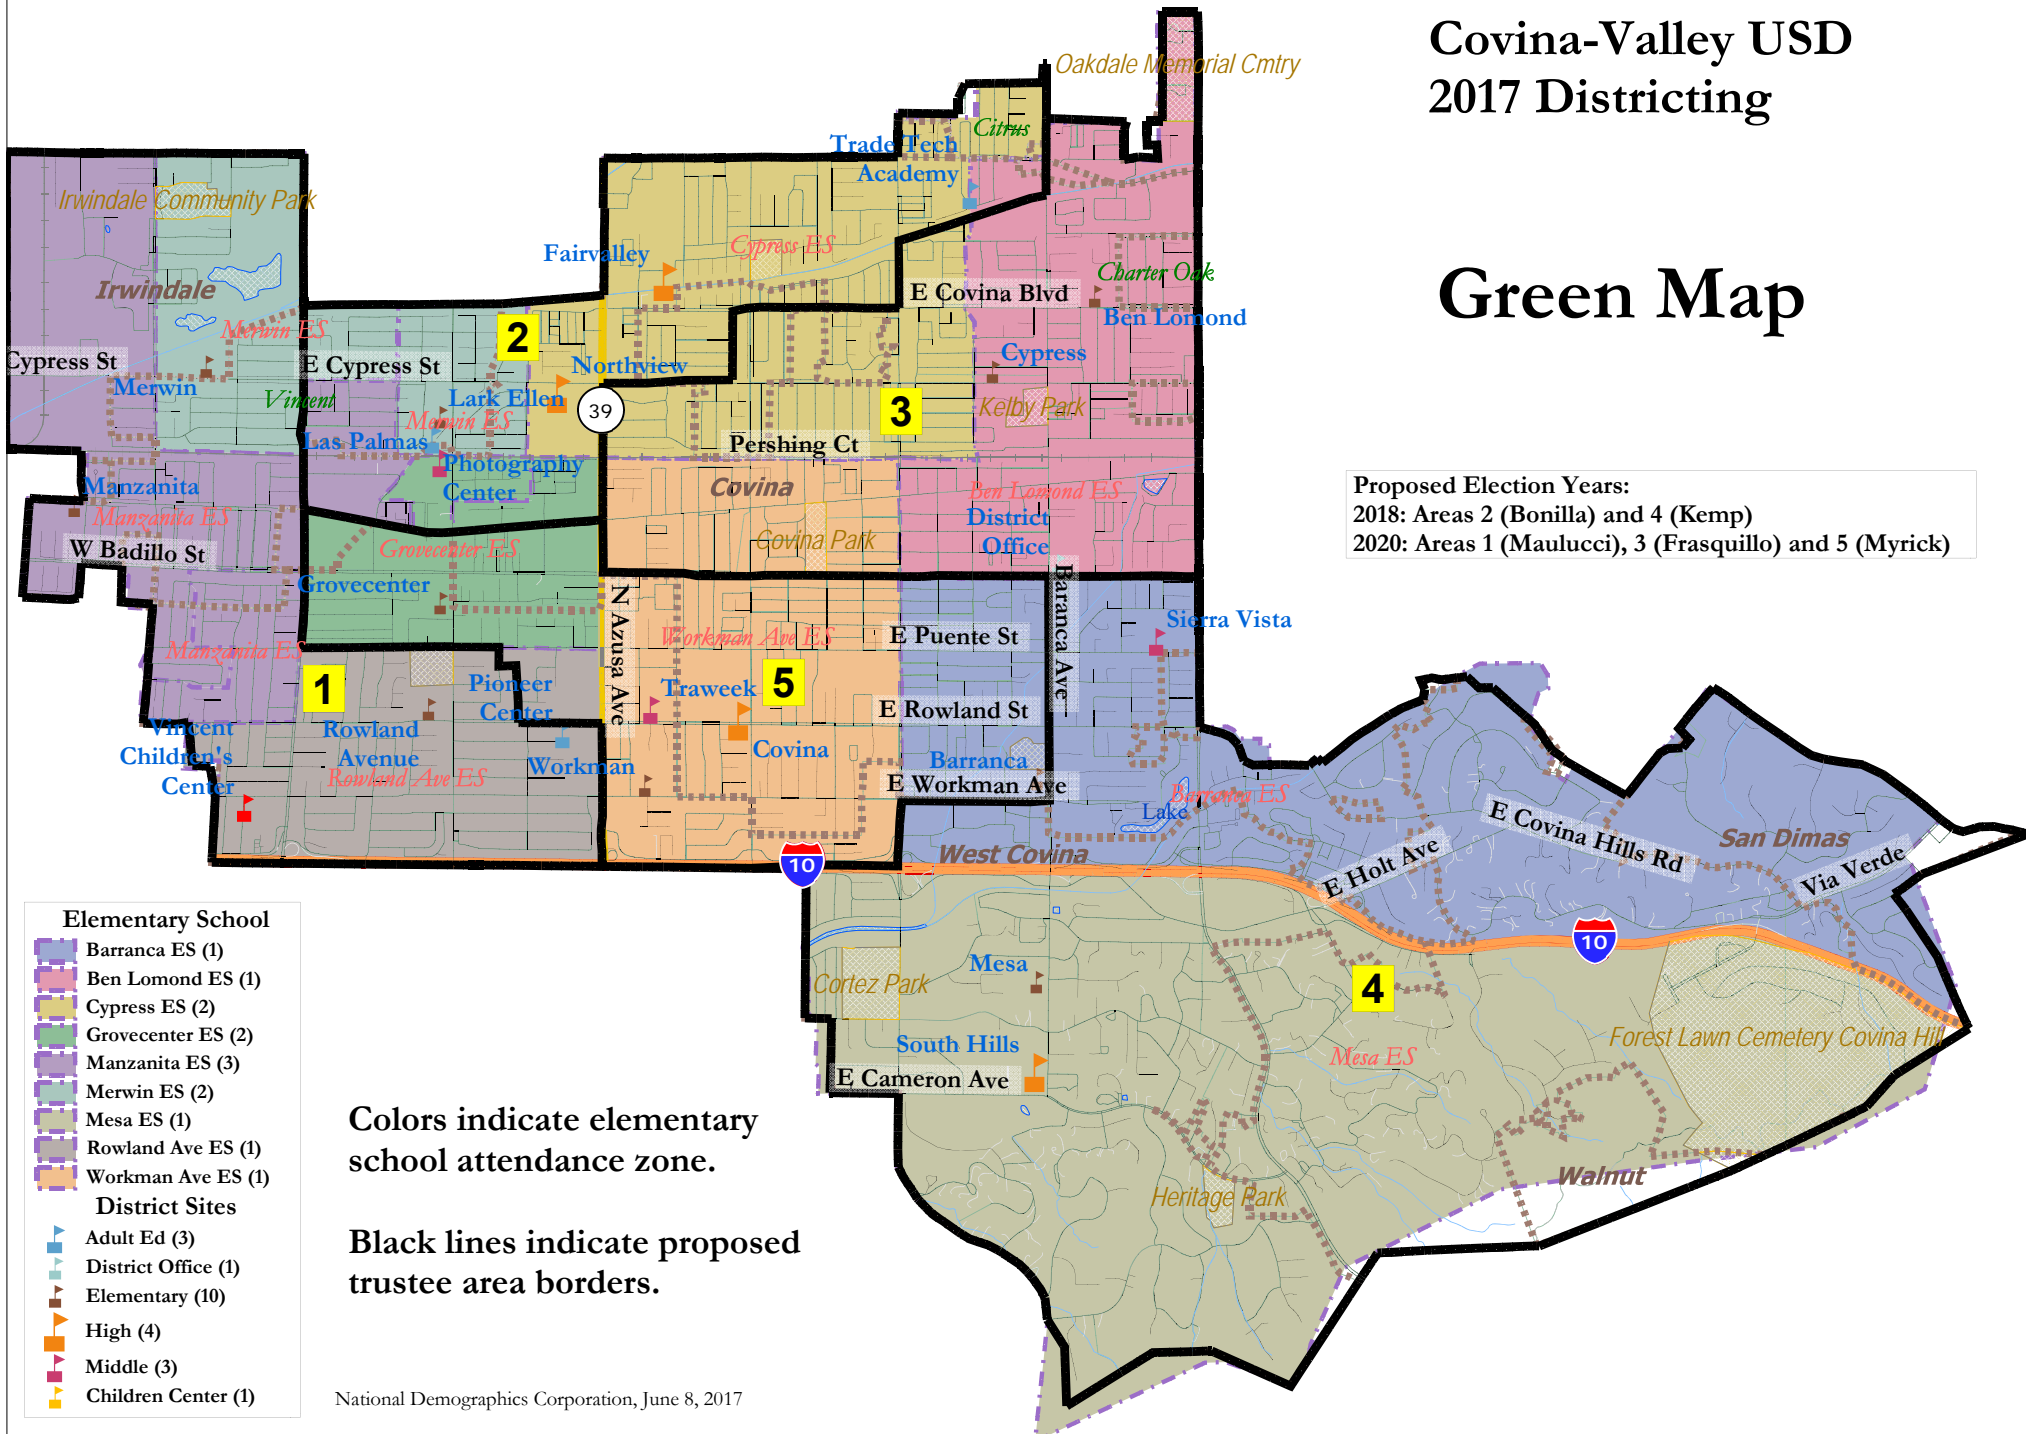 Covina-Valley USD
2017 Districting
Green Map
Proposed Election Years:
2018: Areas 2 (Bonilla) and 4 (Kemp)
2020: Areas 1 (Maulucci), 3 (Frasquillo) and 5 (Myrick)
Oakdale Memorial Cmtry
Citrus
Trade Tech
Academy
Irwindale Community Park
Fairvalley
Cypress ES
Charter Oak
Irwindale
E Covina Blvd
Ben Lomond
Merwin ES
2
Cypress St
E Cypress St
Northview
Cypress
Merwin
Vincent
Lark Ellen
39
3
Kelby Park
Merwin ES
Las Palmas
Pershing Ct
Photography
Center
Manzanita
Covina
Ben Lomond ES
Manzanita ES
District
Office
W Badillo St
Grovecenter ES
Covina Park
Grovecenter
N Azusa Ave
Baranca Ave
Sierra Vista
Manzanita ES
Workman Ave ES
E Puente St
1
Pioneer
Center
Traweek
5
E Rowland St
Vincent
Children's
Center
Rowland
Avenue
Rowland Ave ES
Workman
Covina
Barranca
E Workman Ave
Barranca ES
Lake
E Covina Hills Rd
San Dimas
West Covina
10
E Holt Ave
Via Verde
10
Mesa
Cortez Park
4
South Hills
Mesa ES
Forest Lawn Cemetery Covina Hill
E Cameron Ave
Walnut
Heritage Park
Elementary School
Barranca ES (1)
Ben Lomond ES (1)
Cypress ES (2)
Grovecenter ES (2)
Manzanita ES (3)
Merwin ES (2)
Mesa ES (1)
Rowland Ave ES (1)
Workman Ave ES (1)
District Sites
Adult Ed (3)
District Office (1)
Elementary (10)
High (4)
Middle (3)
Children Center (1)
Colors indicate elementary
school attendance zone.
Black lines indicate proposed
trustee area borders.
National Demographics Corporation, June 8, 2017